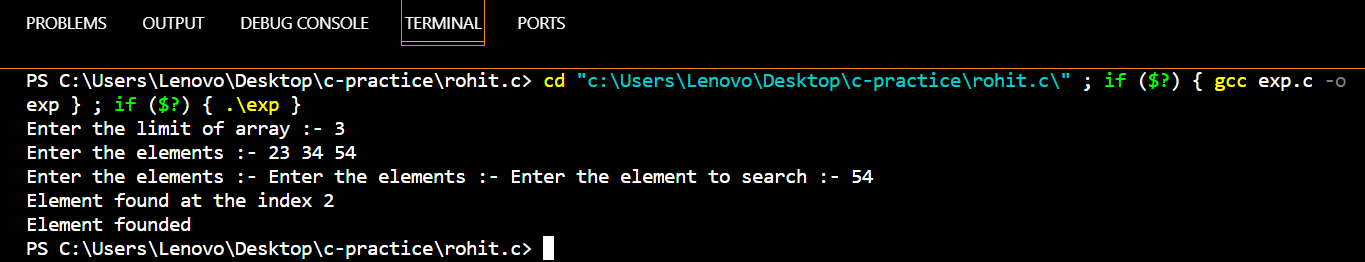 PROBLEMS OUTPUT DEBUG CONSOLE TERMINAL PORTS
PS C:\Users\Lenovo\Desktop\c-practice\rohit.c> cd "c:\Users\Lenovo\Desktop\c-practice\rohit.c\" ; if ($?) { gcc exp.c -o
exp } ; if ($?) { .\exp }
Enter the limit of array :- 3
Enter the elements :- 23 34 54
Enter the elements :- Enter the elements :- Enter the element to search :- 54
Element found at the index 2
Element founded
PS C:\Users\Lenovo\Desktop\c-practice\rohit.c>